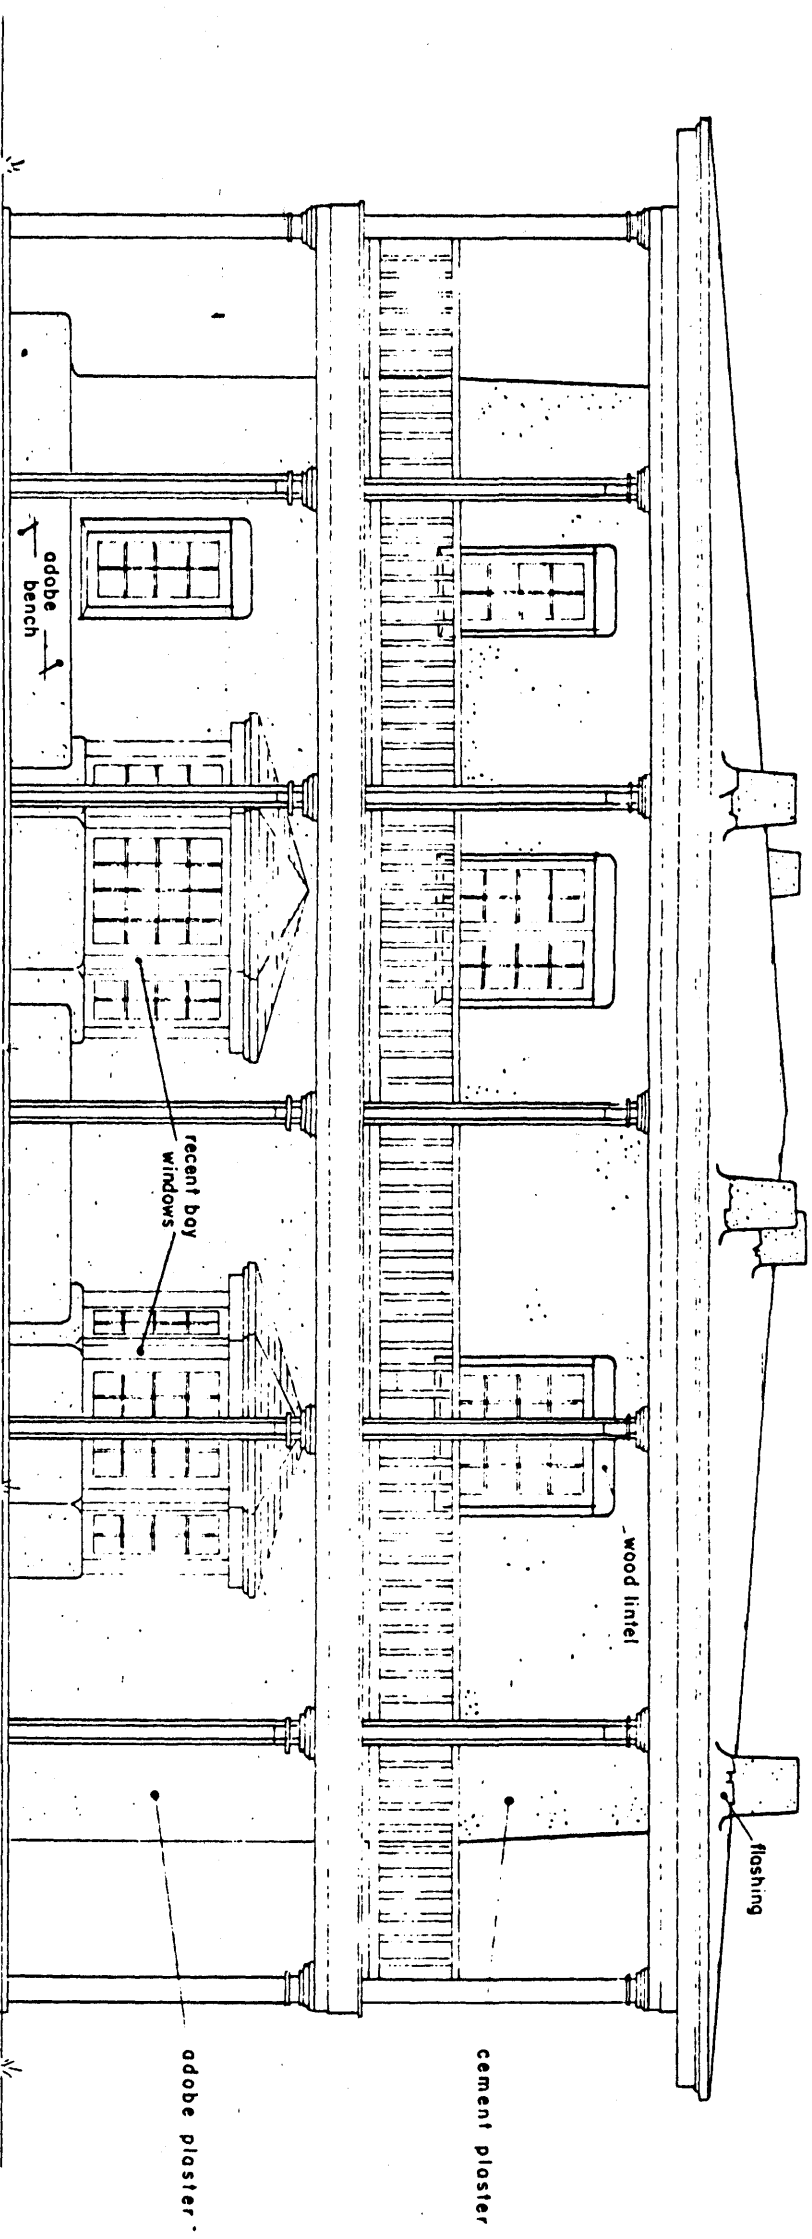 flashing
wood lintel
cement plaster
recent bay
windows
adobe
bench
adobe plaster